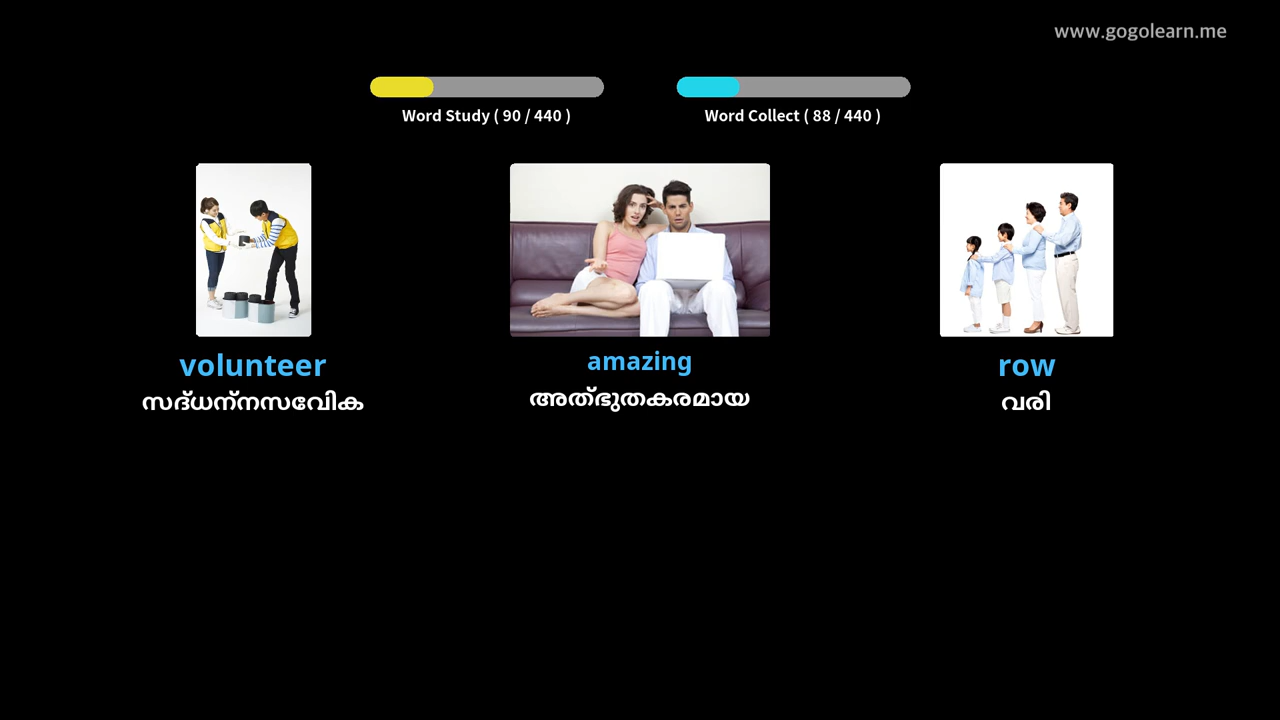 www.gogolearn.me
Word Study ( 90 / 440 )
Word Collect ( 88 / 440 )
volunteer
സദ്ധന്നസേവിക
amazing
അത്ഭുതകരമായ
row
വരി